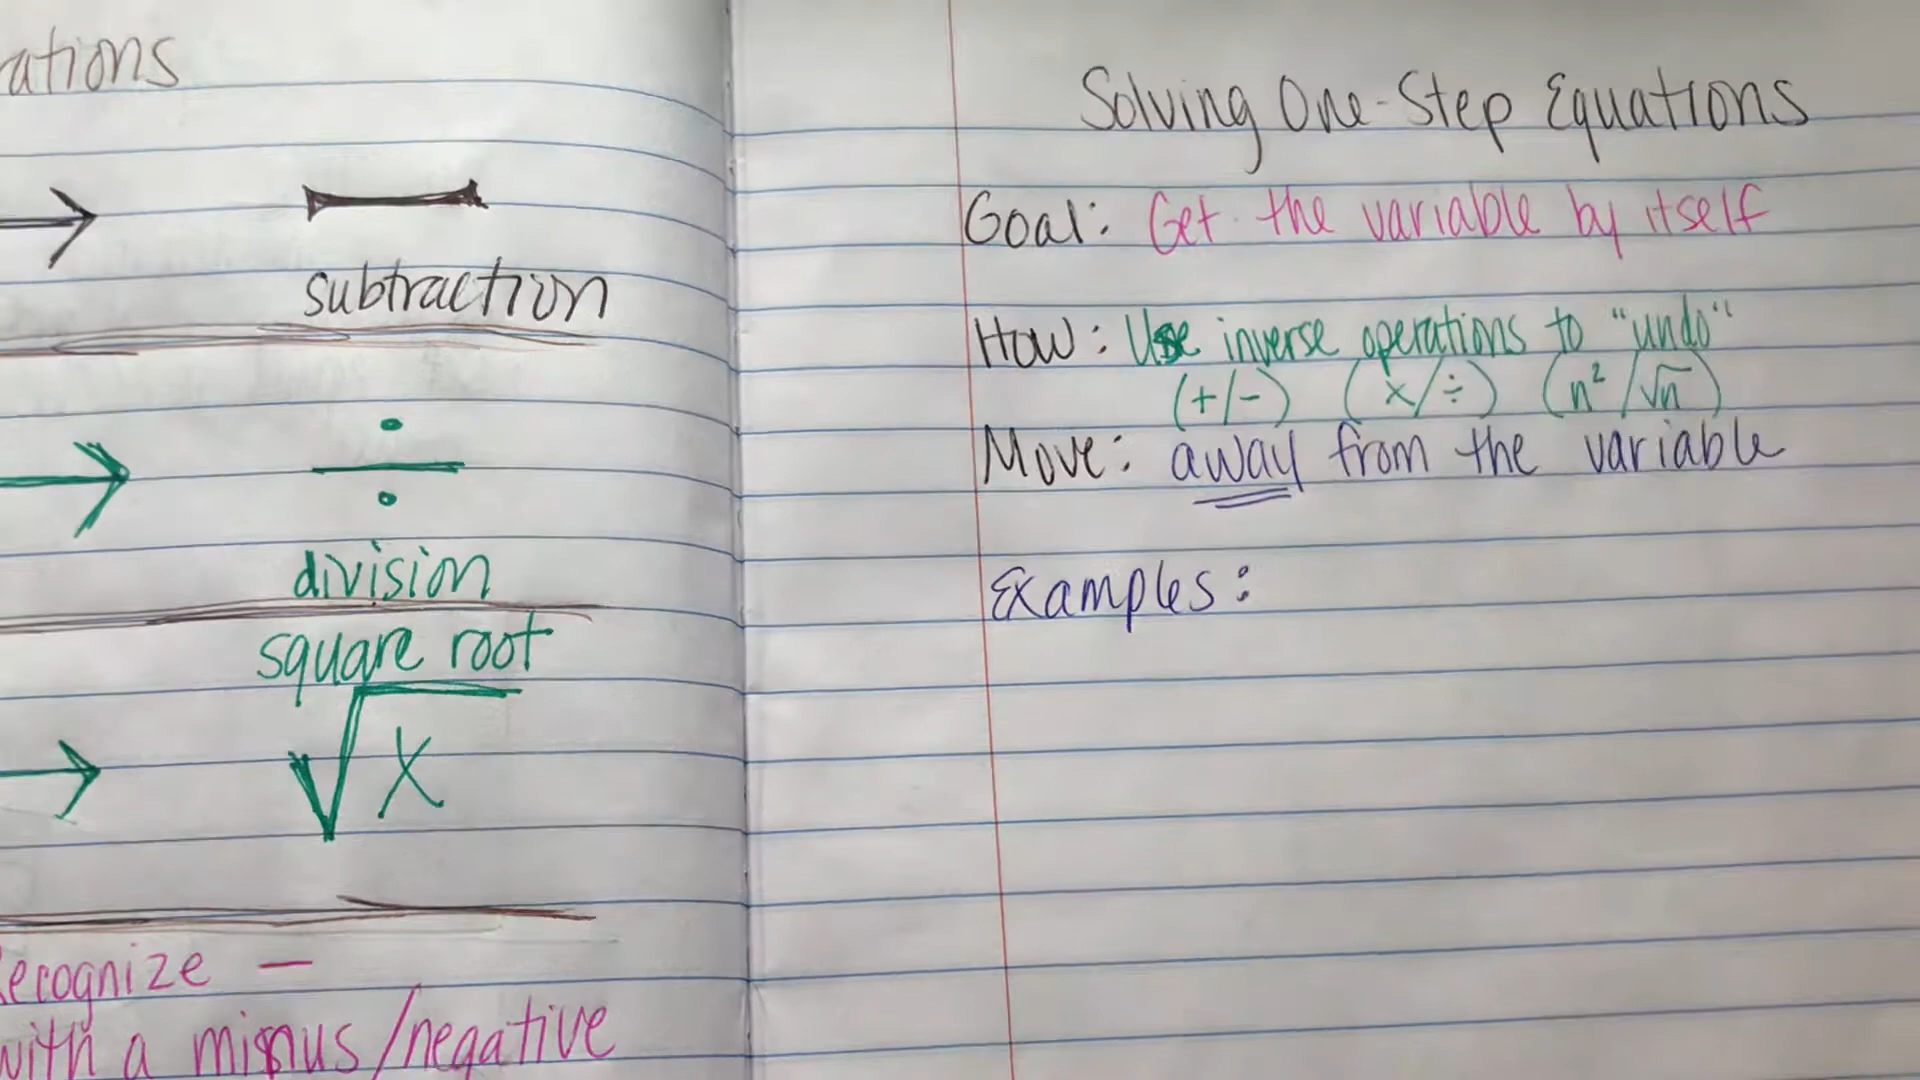 rations
subtraction
÷
division
square root
√x
Recognize —
with a minus/negative
Solving One-Step Equations
Goal: Get the variable by itself
How: Use inverse operations to "undo"
(+/-) (x/÷) (n²/√n)
Move: away from the variable
Examples: